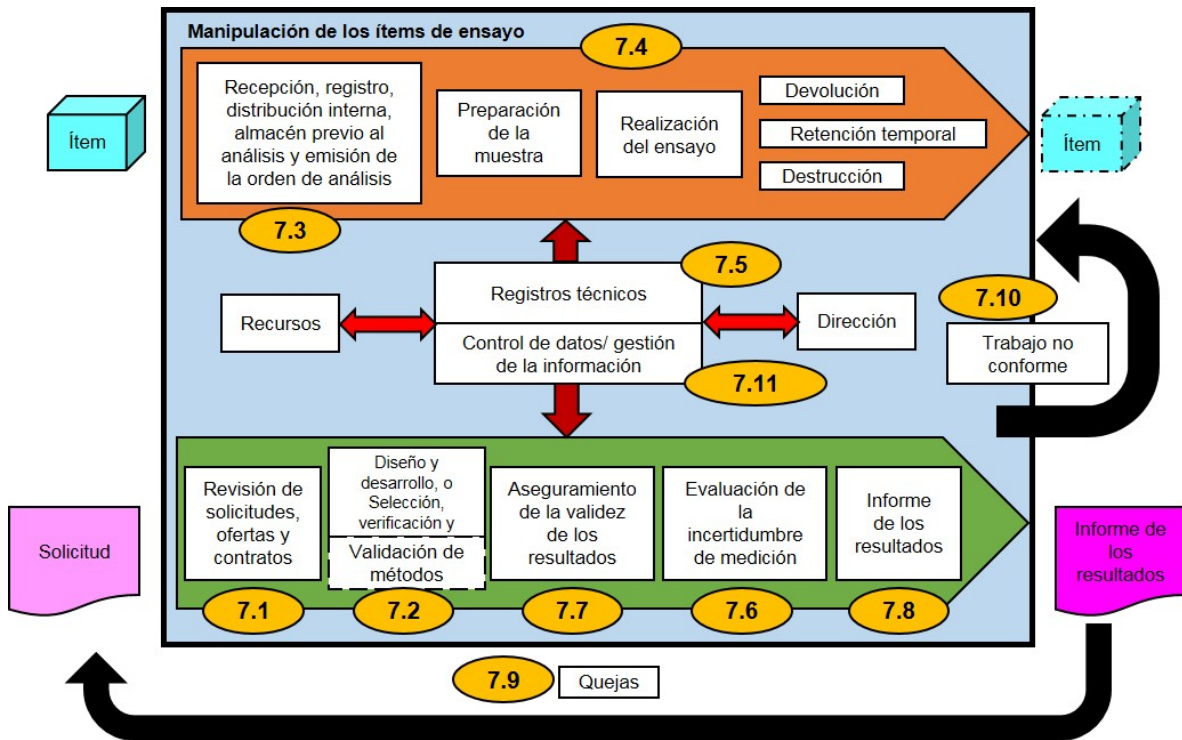 Manipulación de los ítems de ensayo
7.4
Ítem
Recepción, registro,
distribución interna,
almacén previo al
análisis y emisión de
la orden de análisis
Preparación
de la
muestra
Realización
del ensayo
Devolución
Retención temporal
Destrucción
Ítem
7.3
7.5
Registros técnicos
Recursos
Dirección
Control de datos/ gestión
de la información
7.11
7.10
Trabajo no
conforme
Solicitud
Revisión de
solicitudes,
ofertas y
contratos
Diseño y
desarrollo, o
Selección,
verificación y
Validación de
métodos
Aseguramiento
de la validez
de los
resultados
Evaluación de
la
incertidumbre
de medición
Informe
de los
resultados
Informe de
los
resultados
7.1
7.2
7.7
7.6
7.8
7.9
Quejas